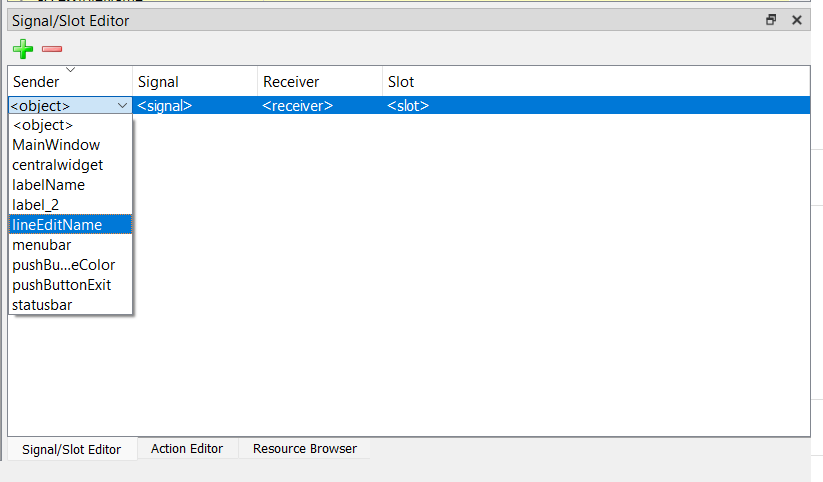 Signal/Slot Editor
Sender Signal Receiver Slot
<object> <signal> <receiver> <slot>
<object>
MainWindow
centralwidget
labelName
label_2
lineEditName
menubar
pushBu...eColor
pushButtonExit
statusbar
Signal/Slot Editor Action Editor Resource Browser